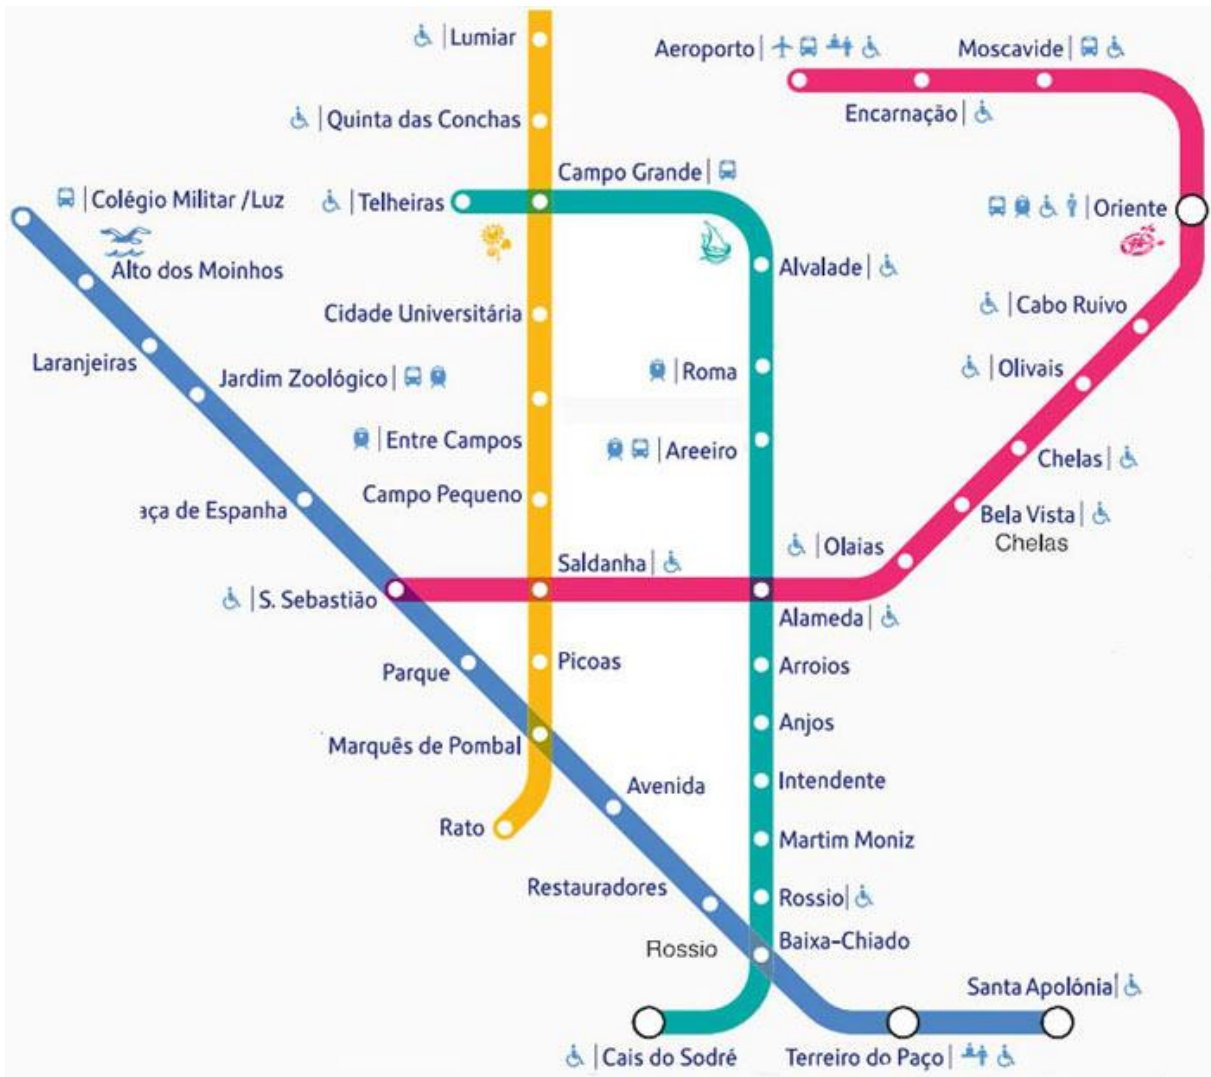 Lumiar
Aeroporto
Moscavide
Encarnação
Quinta das Conchas
Campo Grande
Colégio Militar /Luz
Telheiras
Oriente
Alto dos Moinhos
Alvalade
Cidade Universitária
Cabo Ruívo
Laranjeiras
Jardim Zoológico
Roma
Olivais
Entre Campos
Areeiro
Chelas
Campo Pequeno
aça de Espanha
Bela Vista
Chelas
Saldanha
Olaias
S. Sebastião
Alameda
Parque
Picoas
Arroios
Anjos
Marquês de Pombal
Avenida
Intendente
Rato
Martim Moniz
Restauradores
Rossio
Rossio
Baixa-Chiado
Santa Apolónia
Cais do Sodré
Terreiro do Paço